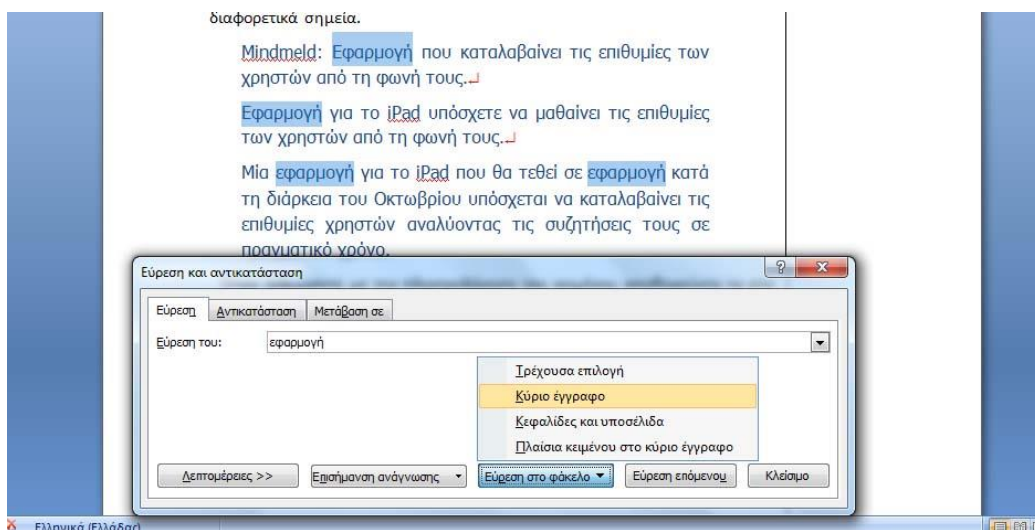 διαφορετικά σημεία.
Mindmeld: Εφαρμογή που καταλαβαίνει τις επιθυμίες των
χρηστών από τη φωνή τους.
Εφαρμογή για το iPad υπόσχετε να μαθαίνει τις επιθυμίες
των χρηστών από τη φωνή τους.
Μία εφαρμογή για το iPad που θα τεθεί σε εφαρμογή κατά
τη διάρκεια του Οκτωβρίου υπόσχεται να καταλαβαίνει τις
επιθυμίες χρηστών αναλύοντας τις συζητήσεις τους σε
πραγματικό χρόνο.
Εύρεση και αντικατάσταση
Εύρεση Αντικατάσταση Μετάβαση σε
Εύρεση του: εφαρμογή
Τρέχουσα επιλογή
Κύριο έγγραφο
Κεφαλίδες και υποσέλιδα
Πλαίσια κειμένου στο κύριο έγγραφο
Λεπτομέρειες >> Επισήμανση ανάγνωσης Εύρεση στο φάκελο Εύρεση επόμενου Κλείσιμο
Ελληνικά (Ελλάδας)